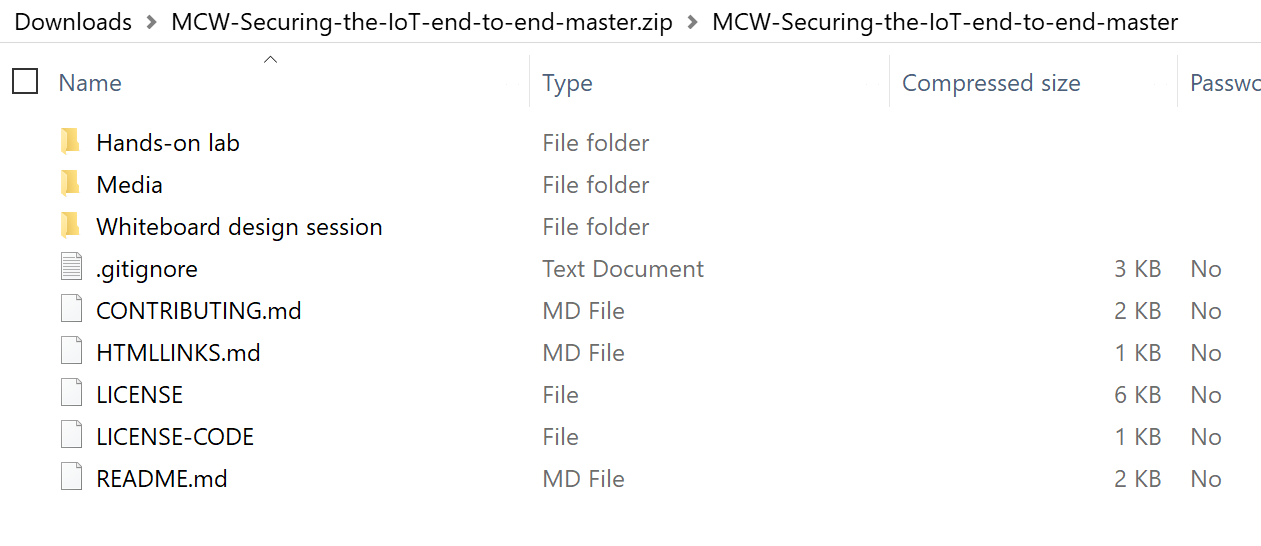 Downloads > MCW-Securing-the-IoT-end-to-end-master.zip > MCW-Securing-the-IoT-end-to-end-master
Name Type Compressed size Passwo
Hands-on lab File folder
Media File folder
Whiteboard design session File folder
.gitignore Text Document 3 KB No
CONTRIBUTING.md MD File 2 KB No
HTMLLINKS.md MD File 1 KB No
LICENSE File 6 KB No
LICENSE-CODE File 1 KB No
README.md MD File 2 KB No